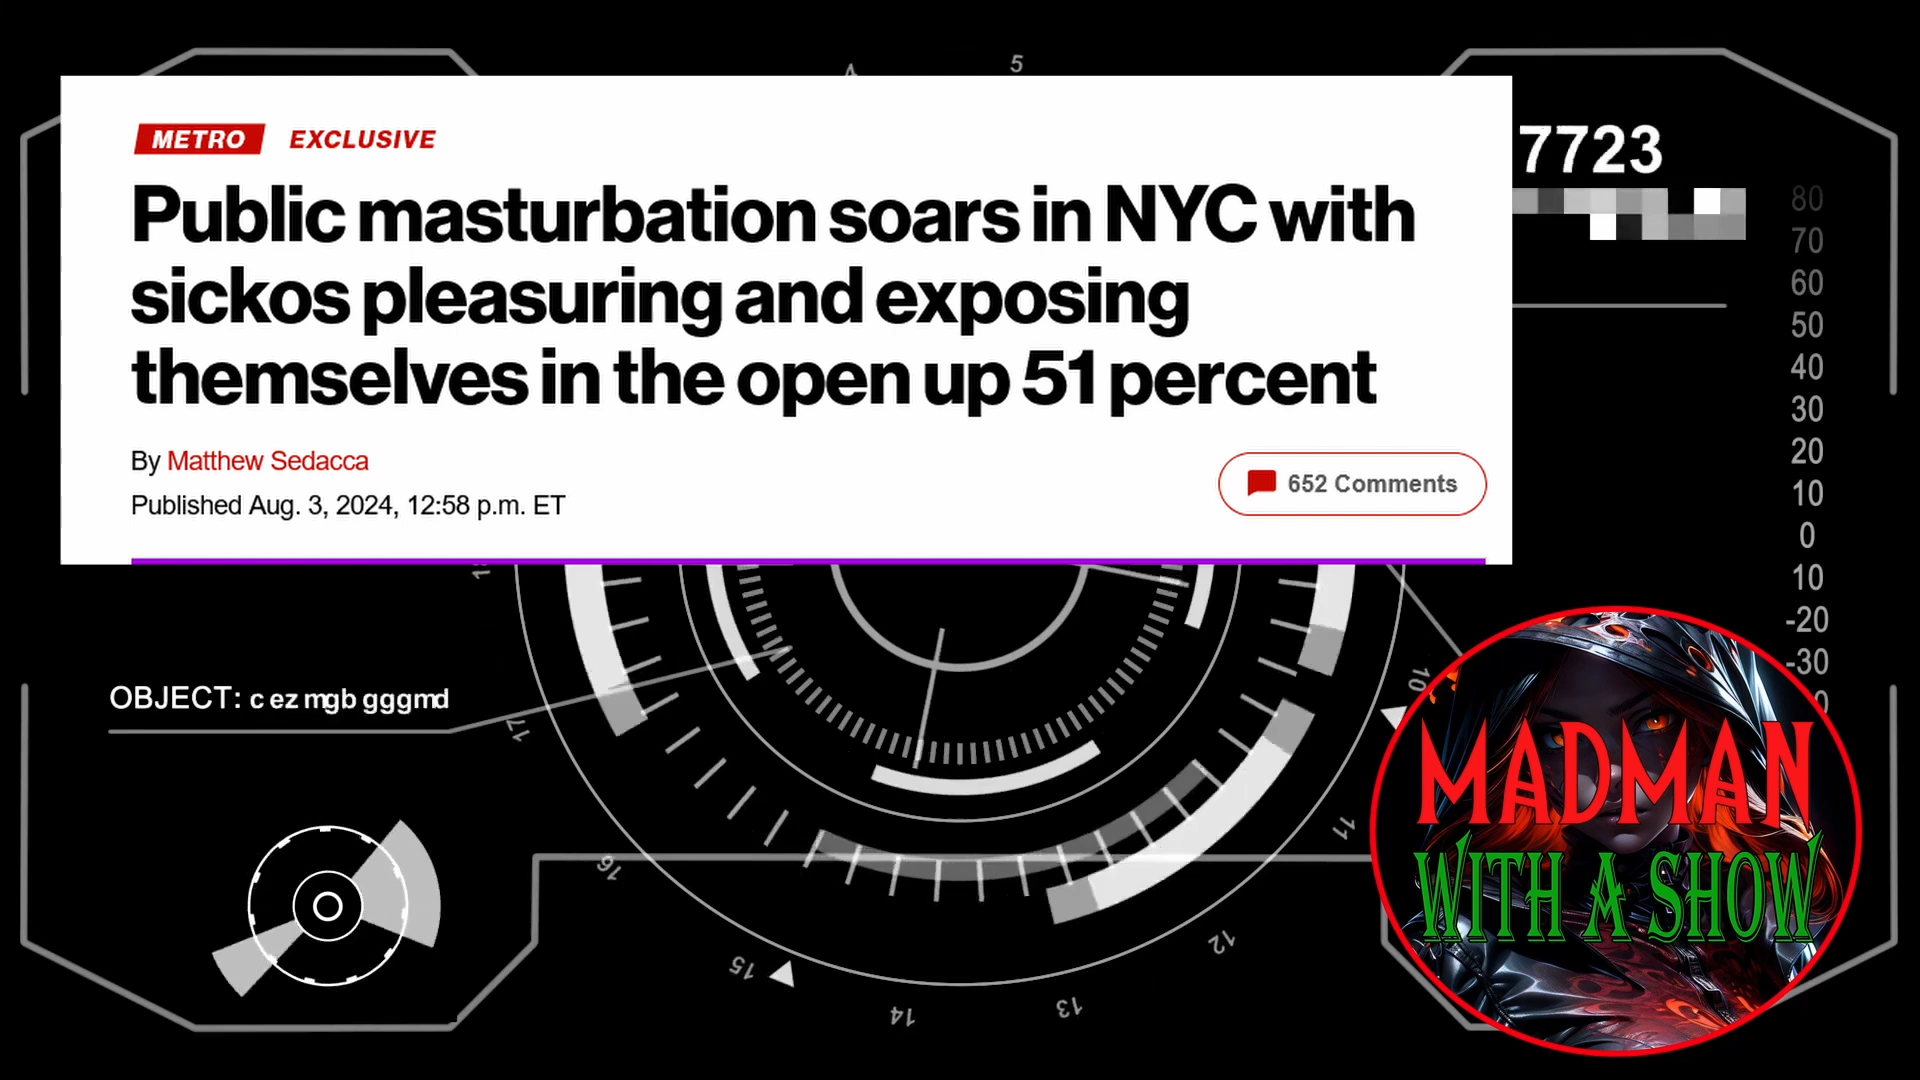 5
METRO EXCLUSIVE
Public masturbation soars in NYC with
sickos pleasuring and exposing
themselves in the open up 51 percent
By Matthew Sedacca
Published Aug. 3, 2024, 12:58 p.m. ET
652 Comments
7723
80
70
60
50
40
30
20
10
0
10
-20
-30
OBJECT: c ez mgb gggmd
10
11
12
13
14
15
16
17
MADMAN
WITH A SHOW